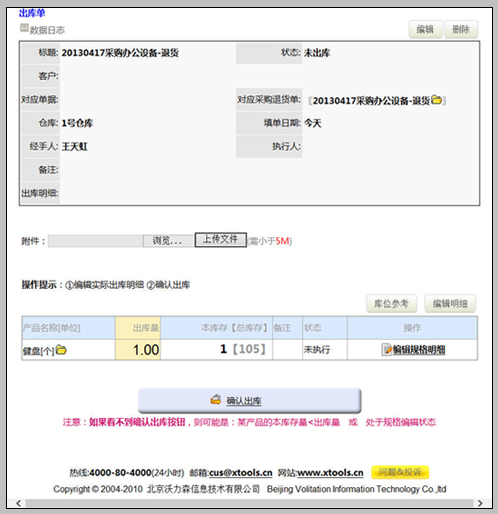 出库单
数据日志 编辑 删除
标题: 20130417采购办公设备-退货 状态: 未出库
客户:
对应单据: 对应采购退货单: 〖20130417采购办公设备-退货〗
仓库: 1号仓库 填单日期: 今天
经手人: 王天虹 执行人:
备注:
出库明细:
附件: 浏览... 上传文件 (需小于5M)
操作提示：①编辑实际出库明细 ②确认出库
库位参考 编辑明细
产品名称[单位] 出库量 本库存【总库存】 备注 状态 操作
健盘[个] 1.00 1【105】 未执行 编辑规格明细
确认出库
注意：如果看不到确认出库按钮，则可能是：某产品的本库存量<出库量 或 处于规格编辑状态
热线:4000-80-4000(24小时) 邮箱:cus@xtools.cn 网站:www.xtools.cn 问题&投诉
Copyright © 2004-2010 北京沃力森信息技术有限公司 Beijing Volitation Information Technology Co.,ltd